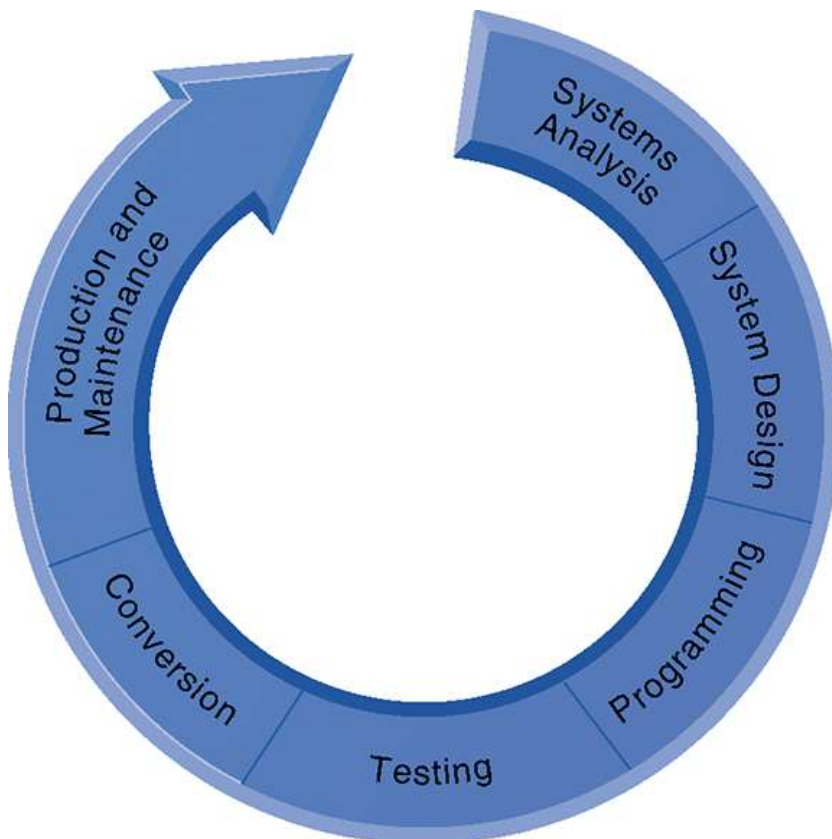 Systems
Analysis
System Design
Programming
Testing
Conversion
Production and
Maintenance